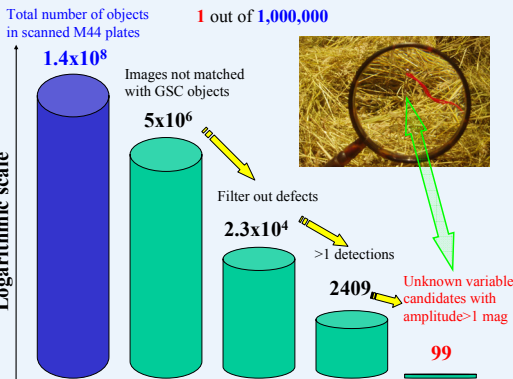 Total number of objects
in scanned M44 plates
1 out of 1,000,000
1.4x10⁸
Images not matched
with GSC objects
5x10⁶
Filter out defects
2.3x10⁴
>1 detections
2409
Unknown variable
candidates with
amplitude>1 mag
99
Logarithmic scale